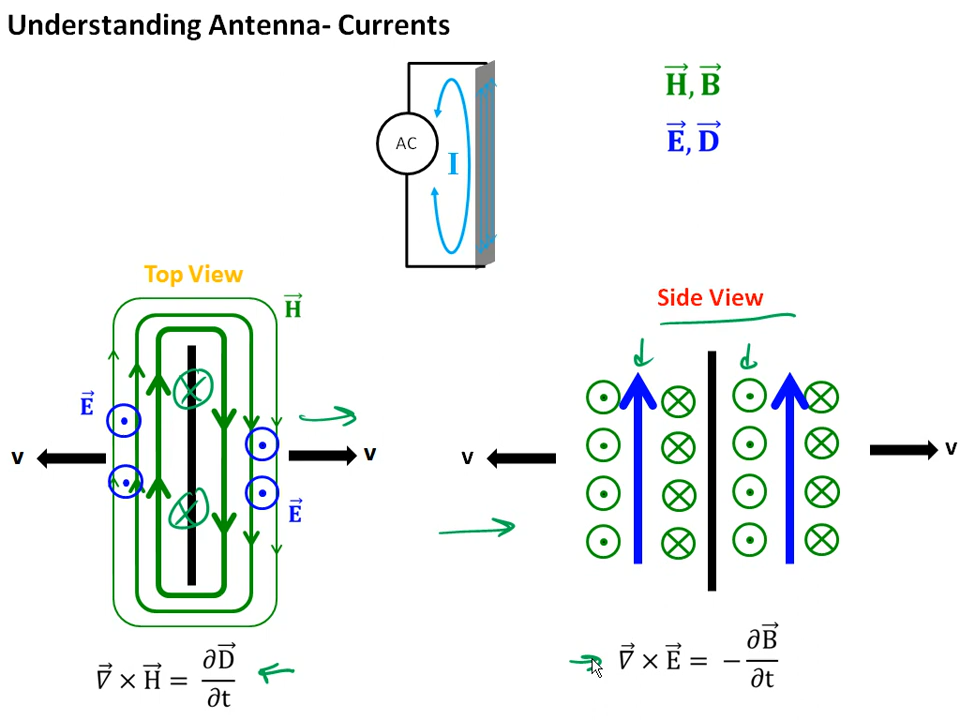 Understanding Antenna- Currents
H⃗, B⃗
E⃗, D⃗
AC
I
Top View
H⃗
E⃗
v
v
E⃗
∇⃗ × H⃗ = ∂D⃗/∂t
Side View
v
v
∇⃗ × E⃗ = − ∂B⃗/∂t